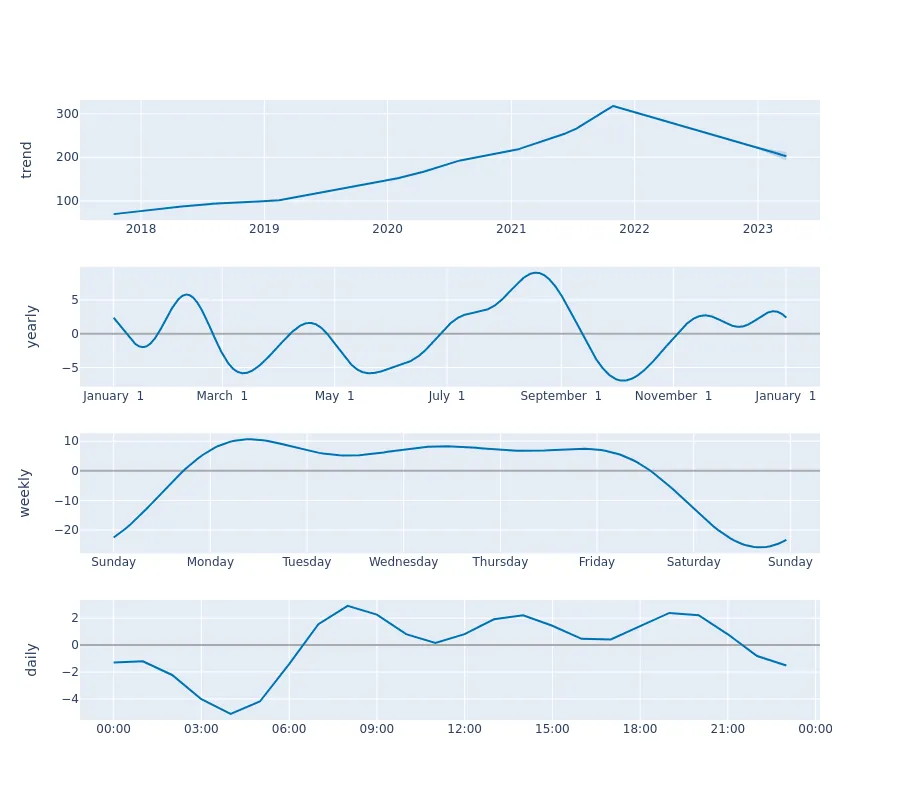 trend
300
200
100
2018 2019 2020 2021 2022 2023
yearly
5
0
−5
January 1 March 1 May 1 July 1 September 1 November 1 January 1
weekly
10
0
−10
−20
Sunday Monday Tuesday Wednesday Thursday Friday Saturday Sunday
daily
2
0
−2
−4
00:00 03:00 06:00 09:00 12:00 15:00 18:00 21:00 00:00